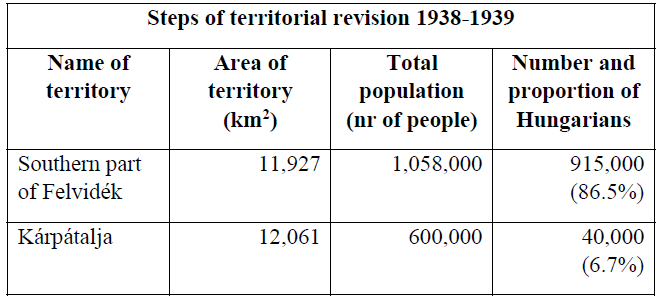 Steps of territorial revision 1938-1939
Name of territory Area of territory (km²) Total population (nr of people) Number and proportion of Hungarians
Southern part of Felvidék 11,927 1,058,000 915,000 (86.5%)
Kárpátalja 12,061 600,000 40,000 (6.7%)